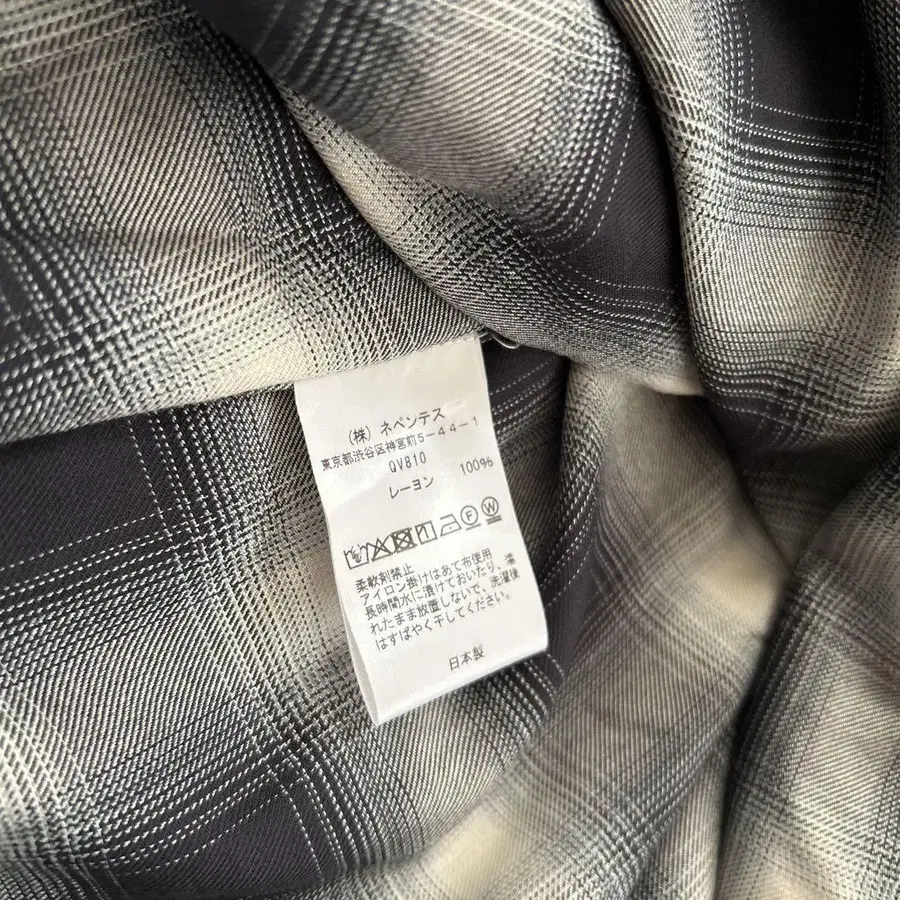 (株) ネペンテス
東京都渋谷区神宮前5-44-1
QV810
レーヨン 100%
F W
柔軟剤禁止
アイロン掛けはあて布使用
長時間水に漬けておいたり、濡
れたまま放置しないで、洗濯後
はすばやく干してください。
日本製